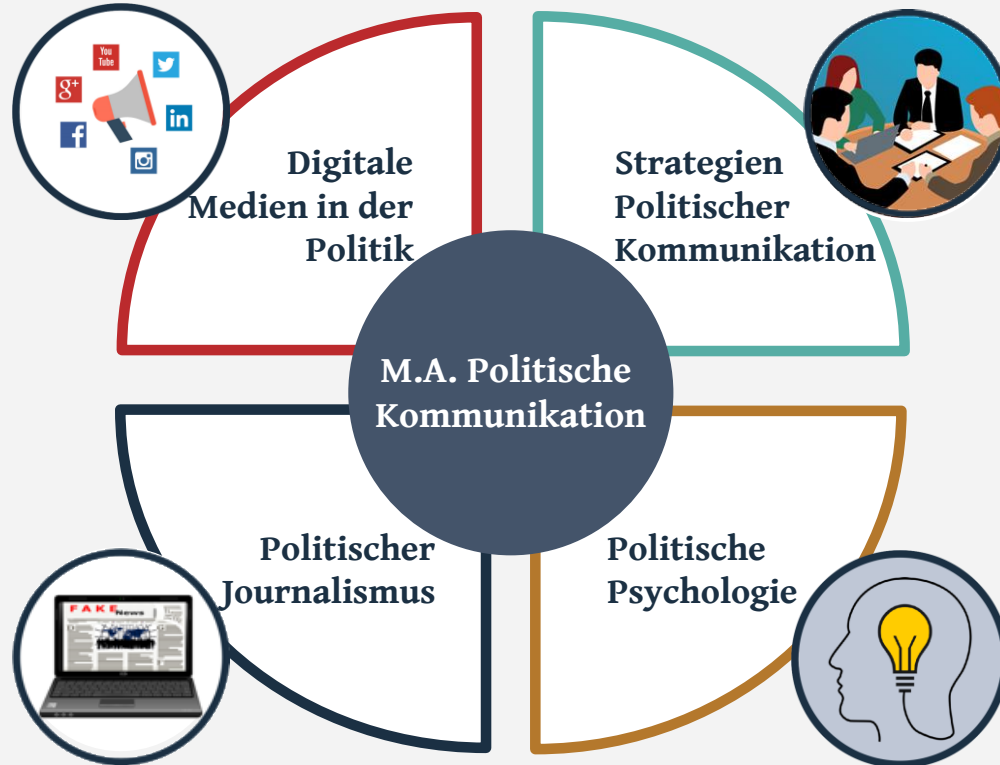 You
Tube
g+
f
in
Digitale
Medien in der
Politik
Strategien
Politischer
Kommunikation
M.A. Politische
Kommunikation
Politischer
Journalismus
FAKE News
Politische
Psychologie